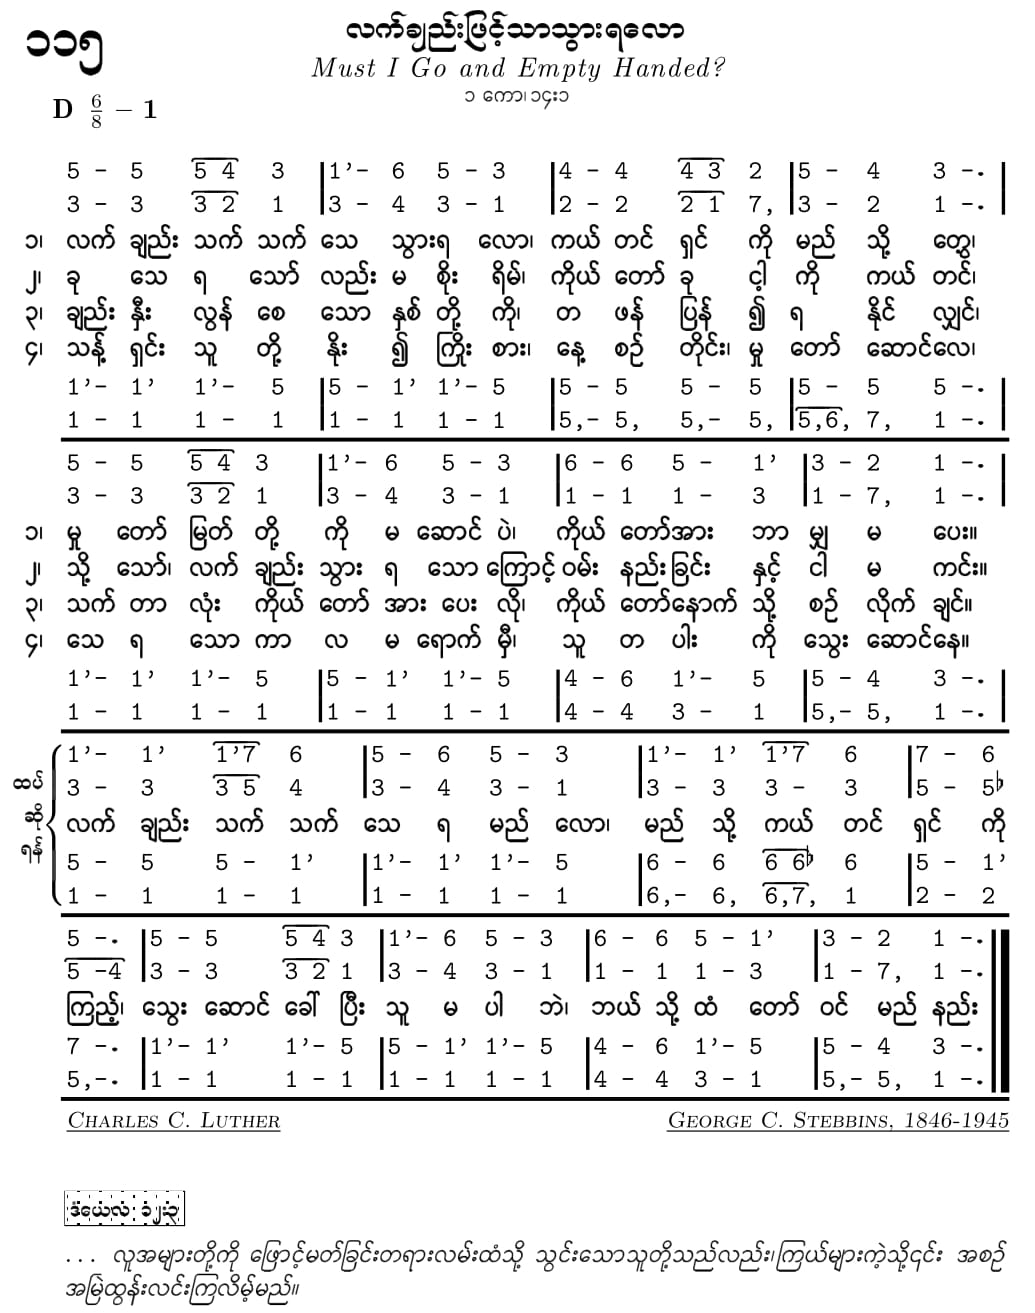 ၁၁၅
လက်ချည်းဖြင့်သာသွားရလော
Must I Go and Empty Handed?
၁ ကော၊ ၁၄း၁
D 6/8 – 1
5 – 5 5 4 3 |1’– 6 5 – 3 |4 – 4 4 3 2 |5 – 4 3 –. |
3 – 3 3 2 1 |3 – 4 3 – 1 |2 – 2 2 1 7, |3 – 2 1 –. |
၁၊ လက် ချည်း သက် သက် သေ သွားရ လော၊ ကယ် တင် ရှင် ကို မည် သို့ တွေ့၊
၂၊ ခု သေ ရ သော် လည်း မ စိုး ရိမ်၊ ကိုယ် တော် ခု ငါ့ ကို ကယ် တင်၊
၃၊ ချည်း နှီး လွန် စေ သော နှစ် တို့ ကို၊ တ ဖန် ပြန် ၍ ရ နိုင် လျှင်၊
၄၊ သန့် ရှင်း သူ တို့ နိုး ၍ ကြိုး စား၊ နေ့ စဉ် တိုင်း၊ မှု တော် ဆောင်လေ၊
1’– 1’ 1’– 5 |5 – 1’ 1’– 5 |5 – 5 5 – 5 |5 – 5 5 –. |
1 – 1 1 – 1 |1 – 1 1 – 1 |5,– 5, 5,– 5, |5,6, 7, 1 –. |
5 – 5 5 4 3 |1’– 6 5 – 3 |6 – 6 5 – 1’ |3 – 2 1 –. |
3 – 3 3 2 1 |3 – 4 3 – 1 |1 – 1 1 – 3 |1 – 7, 1 –. |
၁၊ မှု တော် မြတ် တို့ ကို မ ဆောင် ပဲ၊ ကိုယ် တော်အား ဘာ မျှ မ ပေး။
၂၊ သို့ သော်၊ လက် ချည်း သွား ရ သော ကြောင့် ဝမ်း နည်းခြင်း နှင့် ငါ မ ကင်း။
၃၊ သက် တာ လုံး ကိုယ် တော် အား ပေး လို၊ ကိုယ် တော်နောက် သို့ စဉ် လိုက် ချင်။
၄၊ သေ ရ သော ကာ လ မ ရောက် မှီ၊ သူ တ ပါး ကို သွေး ဆောင်နေ။
1’– 1’ 1’– 5 |5 – 1’ 1’– 5 |4 – 6 1’– 5 |5 – 4 3 –. |
1 – 1 1 – 1 |1 – 1 1 – 1 |4 – 4 3 – 1 |5,– 5, 1 –. |
1’– 1’ 1’7 6 |5 – 6 5 – 3 |1’– 1’ 1’7 6 |7 – 6
3 – 3 3 5 4 |3 – 4 3 – 1 |3 – 3 3 – 3 |5 – 5♭
ထပ် ဆို ရန်
လက် ချည်း သက် သက် သေ ရ မည် လော၊ မည် သို့ ကယ် တင် ရှင် ကို
5 – 5 5 – 1’ |1’– 1’ 1’– 5 |6 – 6 6 6♭ 6 |5 – 1’
1 – 1 1 – 1 |1 – 1 1 – 1 |6,– 6, 6,7, 1 |2 – 2
5 –. |5 – 5 5 4 3 |1’– 6 5 – 3 |6 – 6 5 – 1’ |3 – 2 1 –.
5 –4 |3 – 3 3 2 1 |3 – 4 3 – 1 |1 – 1 1 – 3 |1 – 7, 1 –.
ကြည့်၊ သွေး ဆောင် ခေါ် ပြီး သူ မ ပါ ဘဲ၊ ဘယ် သို့ ထံ တော် ဝင် မည် နည်း
7 –. |1’– 1’ 1’– 5 |5 – 1’ 1’– 5 |4 – 6 1’– 5 |5 – 4 3 –.
5,–. |1 – 1 1 – 1 |1 – 1 1 – 1 |4 – 4 3 – 1 |5,– 5, 1 –.
Charles C. Luther
George C. Stebbins, 1846-1945
ဒံယေလ၊ ၁၂း၃
... လူအများတို့ကို ဖြောင့်မတ်ခြင်းတရားလမ်းထံသို့ သွင်းသောသူတို့သည်လည်း၊ကြယ်များကဲ့သို့၎င်း အစဉ်
အမြဲထွန်းလင်းကြလိမ့်မည်။